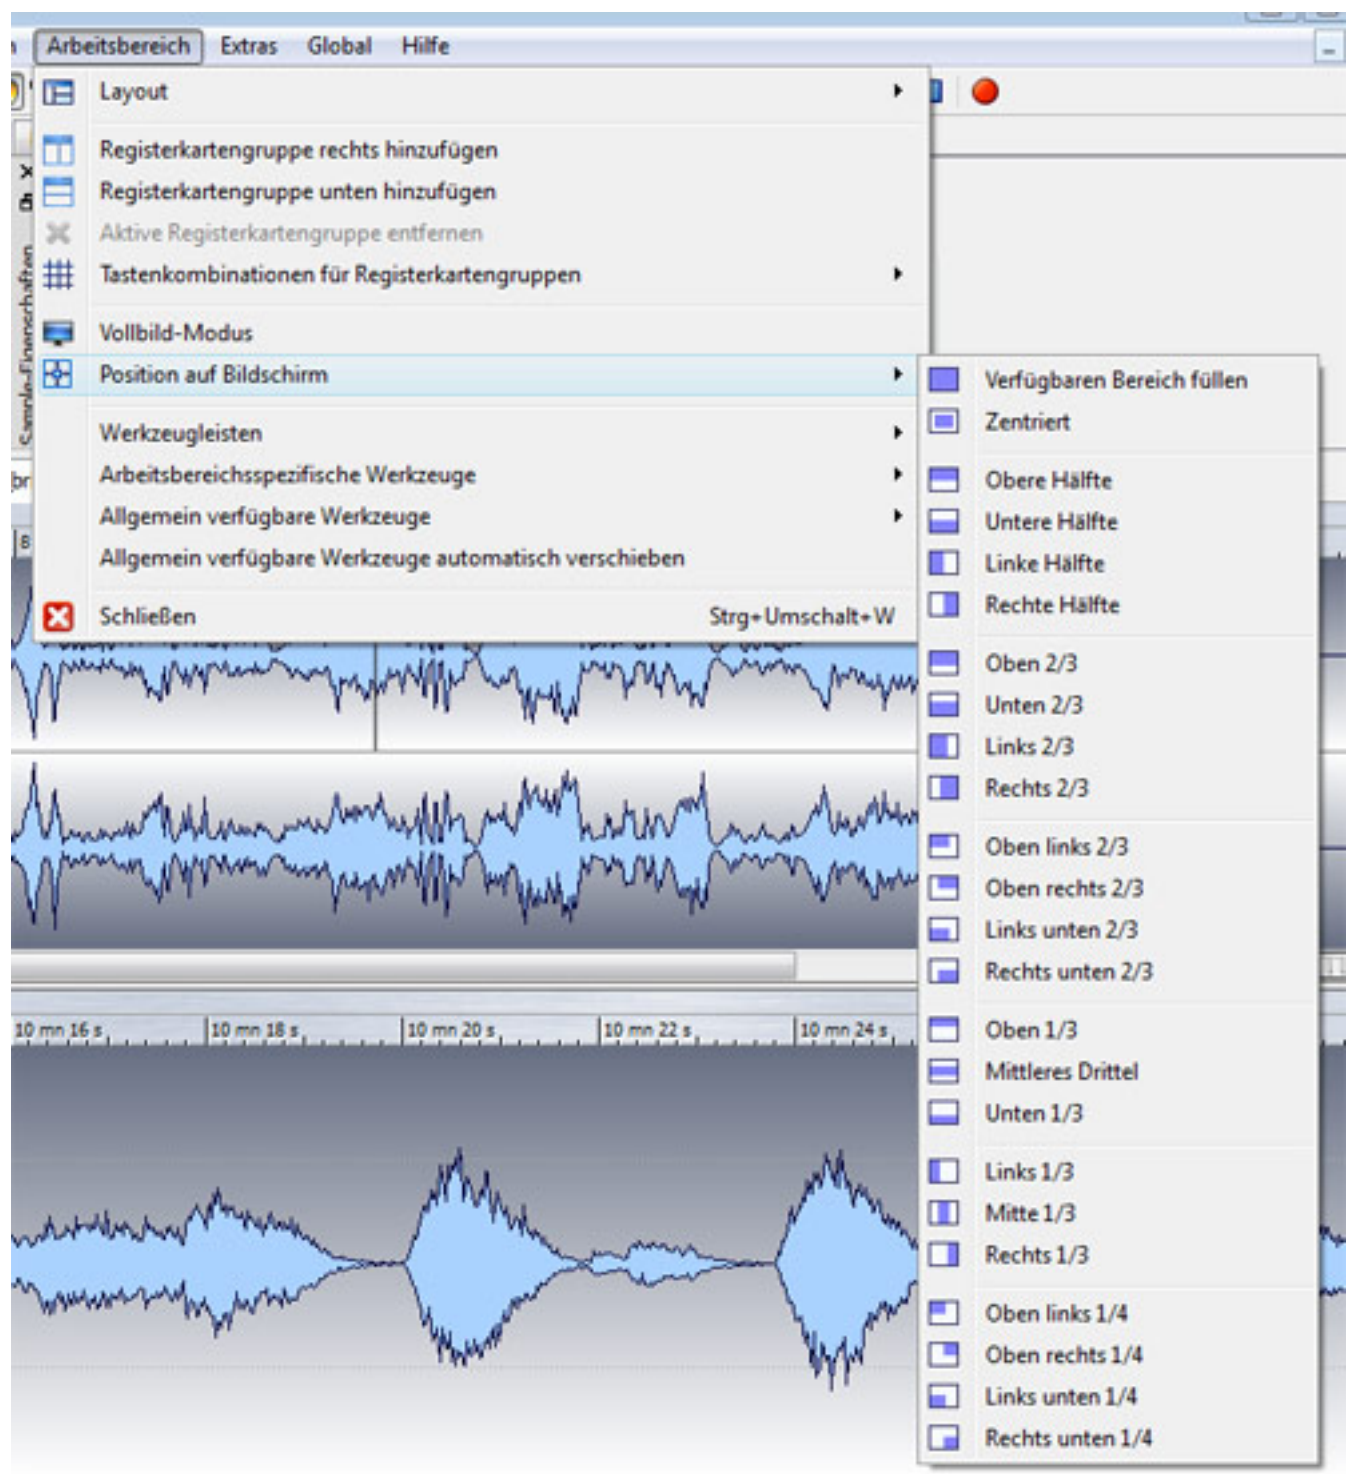 Arbeitsbereich Extras Global Hilfe
Layout
Registerkartengruppe rechts hinzufügen
Registerkartengruppe unten hinzufügen
Aktive Registerkartengruppe entfernen
Tastenkombinationen für Registerkartengruppen
Vollbild-Modus
Position auf Bildschirm
Werkzeugleisten
Arbeitsbereichsspezifische Werkzeuge
Allgemein verfügbare Werkzeuge
Allgemein verfügbare Werkzeuge automatisch verschieben
Schließen Strg+Umschalt+W
Sample-Eigenschaften
Verfügbaren Bereich füllen
Zentriert
Obere Hälfte
Untere Hälfte
Linke Hälfte
Rechte Hälfte
Oben 2/3
Unten 2/3
Links 2/3
Rechts 2/3
Oben links 2/3
Oben rechts 2/3
Links unten 2/3
Rechts unten 2/3
Oben 1/3
Mittleres Drittel
Unten 1/3
Links 1/3
Mitte 1/3
Rechts 1/3
Oben links 1/4
Oben rechts 1/4
Links unten 1/4
Rechts unten 1/4
10 mn 16 s 10 mn 18 s 10 mn 20 s 10 mn 22 s 10 mn 24 s